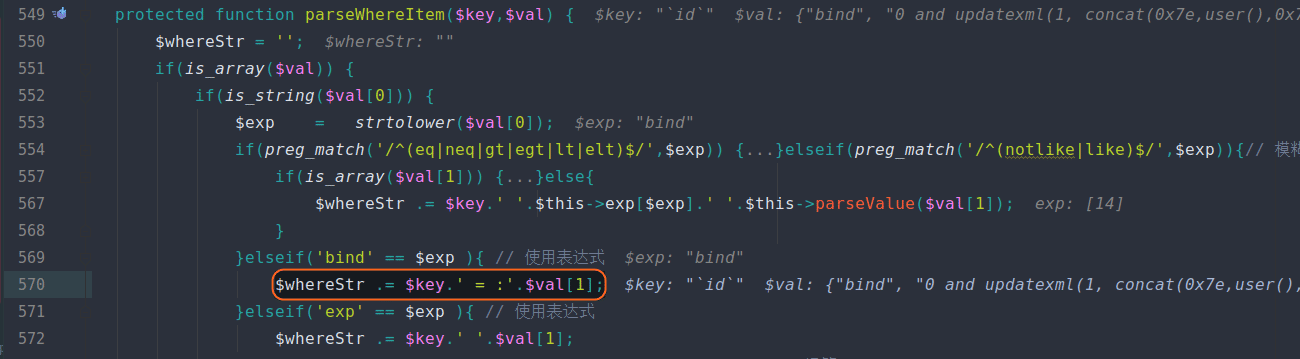 549 protected function parseWhereItem($key,$val) { $key: "`id`" $val: {"bind", "0 and updatexml(1, concat(0x7e,user(),0x7
550 $whereStr = ''; $whereStr: ""
551 if(is_array($val)) {
552 if(is_string($val[0])) {
553 $exp = strtolower($val[0]); $exp: "bind"
554 if(preg_match('/^(eq|neq|gt|egt|lt|elt)$/',$exp)) {...}elseif(preg_match('/^(notlike|like)$/',$exp)){// 模糊
557 if(is_array($val[1])) {...}else{
567 $whereStr .= $key.' '.$this->exp[$exp].' '.$this->parseValue($val[1]); exp: [14]
568 }
569 }elseif('bind' == $exp ){ // 使用表达式 $exp: "bind"
570 $whereStr .= $key.' = :'.$val[1]; $key: "`id`" $val: {"bind", "0 and updatexml(1, concat(0x7e,user(),
571 }elseif('exp' == $exp ){ // 使用表达式
572 $whereStr .= $key.' '.$val[1];